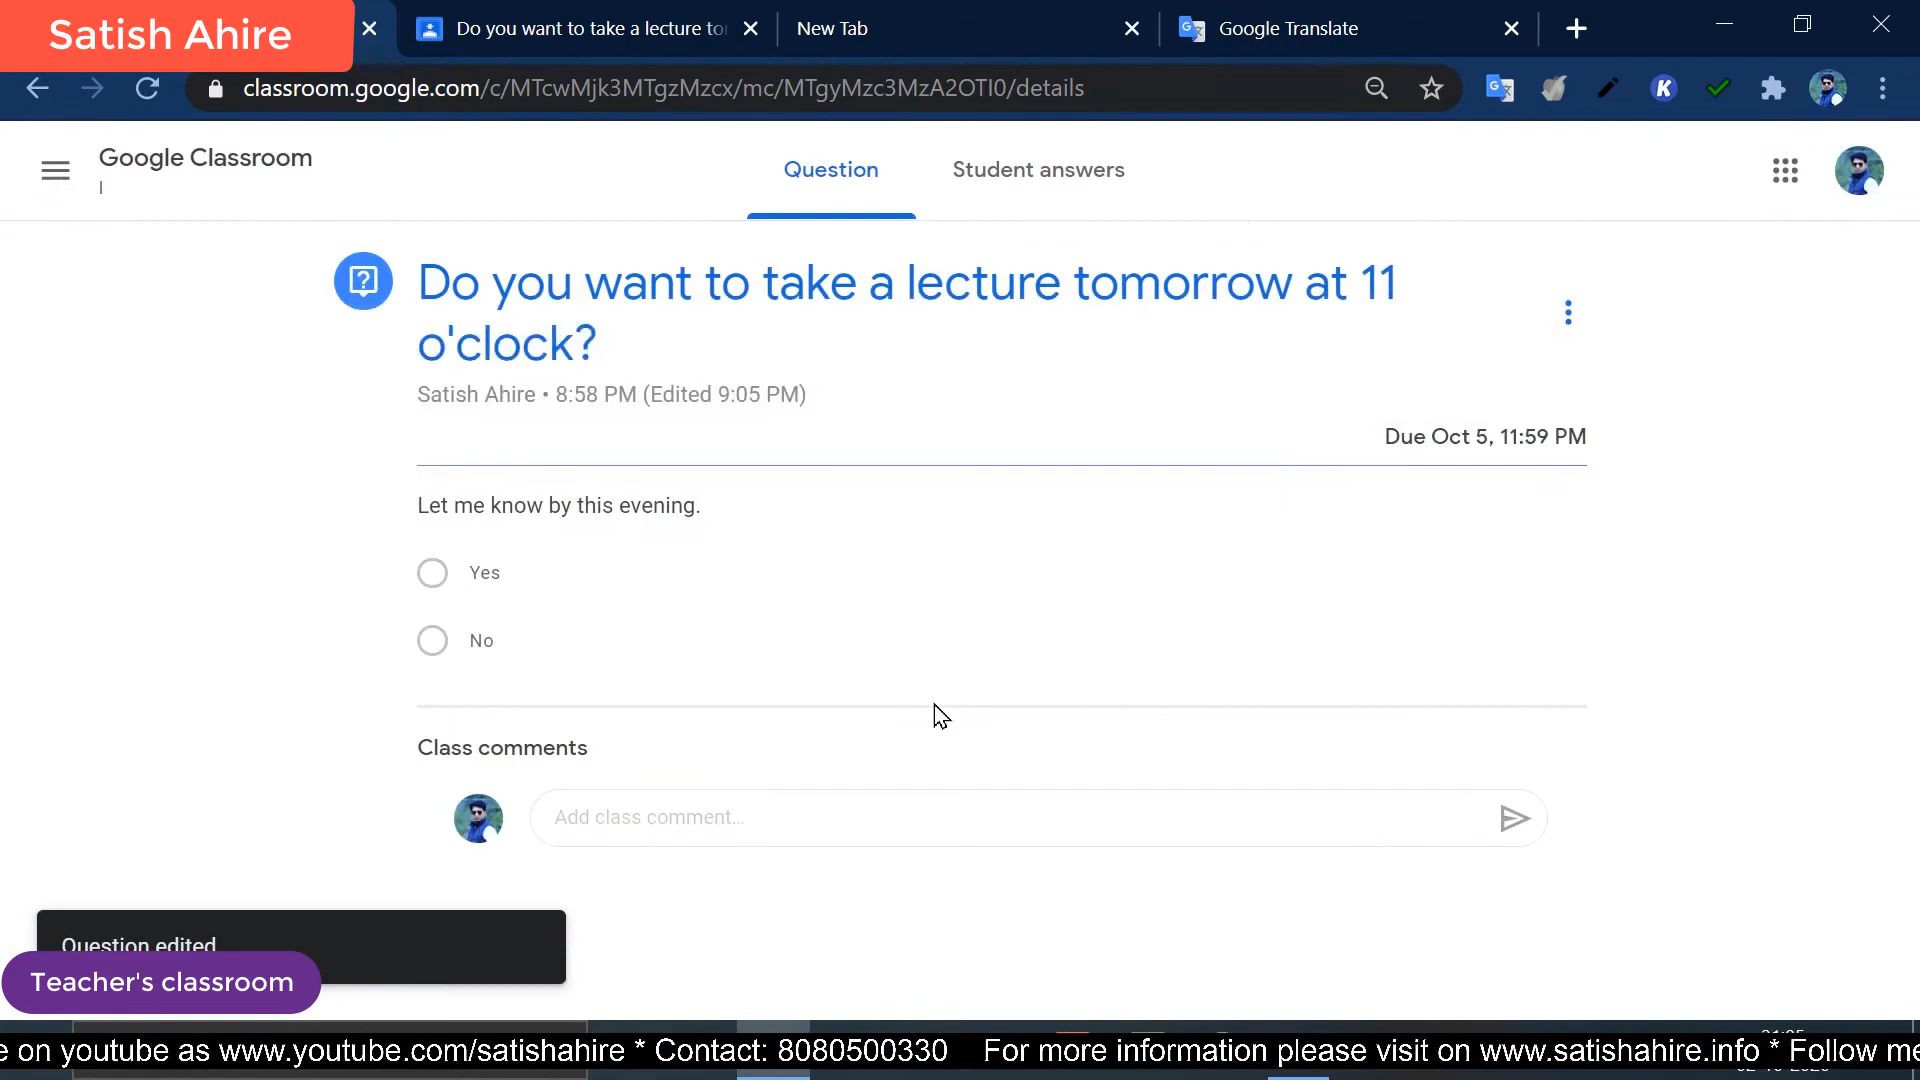 Satish Ahire
Do you want to take a lecture to
New Tab
Google Translate
classroom.google.com/c/MTcwMjk3MTgzMzcx/mc/MTgyMzc3MzA2OTI0/details
Google Classroom
I
Question
Student answers
Do you want to take a lecture tomorrow at 11
o'clock?
Satish Ahire • 8:58 PM (Edited 9:05 PM)
Due Oct 5, 11:59 PM
Let me know by this evening.
Yes
No
Class comments
Add class comment...
Question edited
Teacher's classroom
e on youtube as www.youtube.com/satishahire * Contact: 8080500330 For more information please visit on www.satishahire.info * Follow me